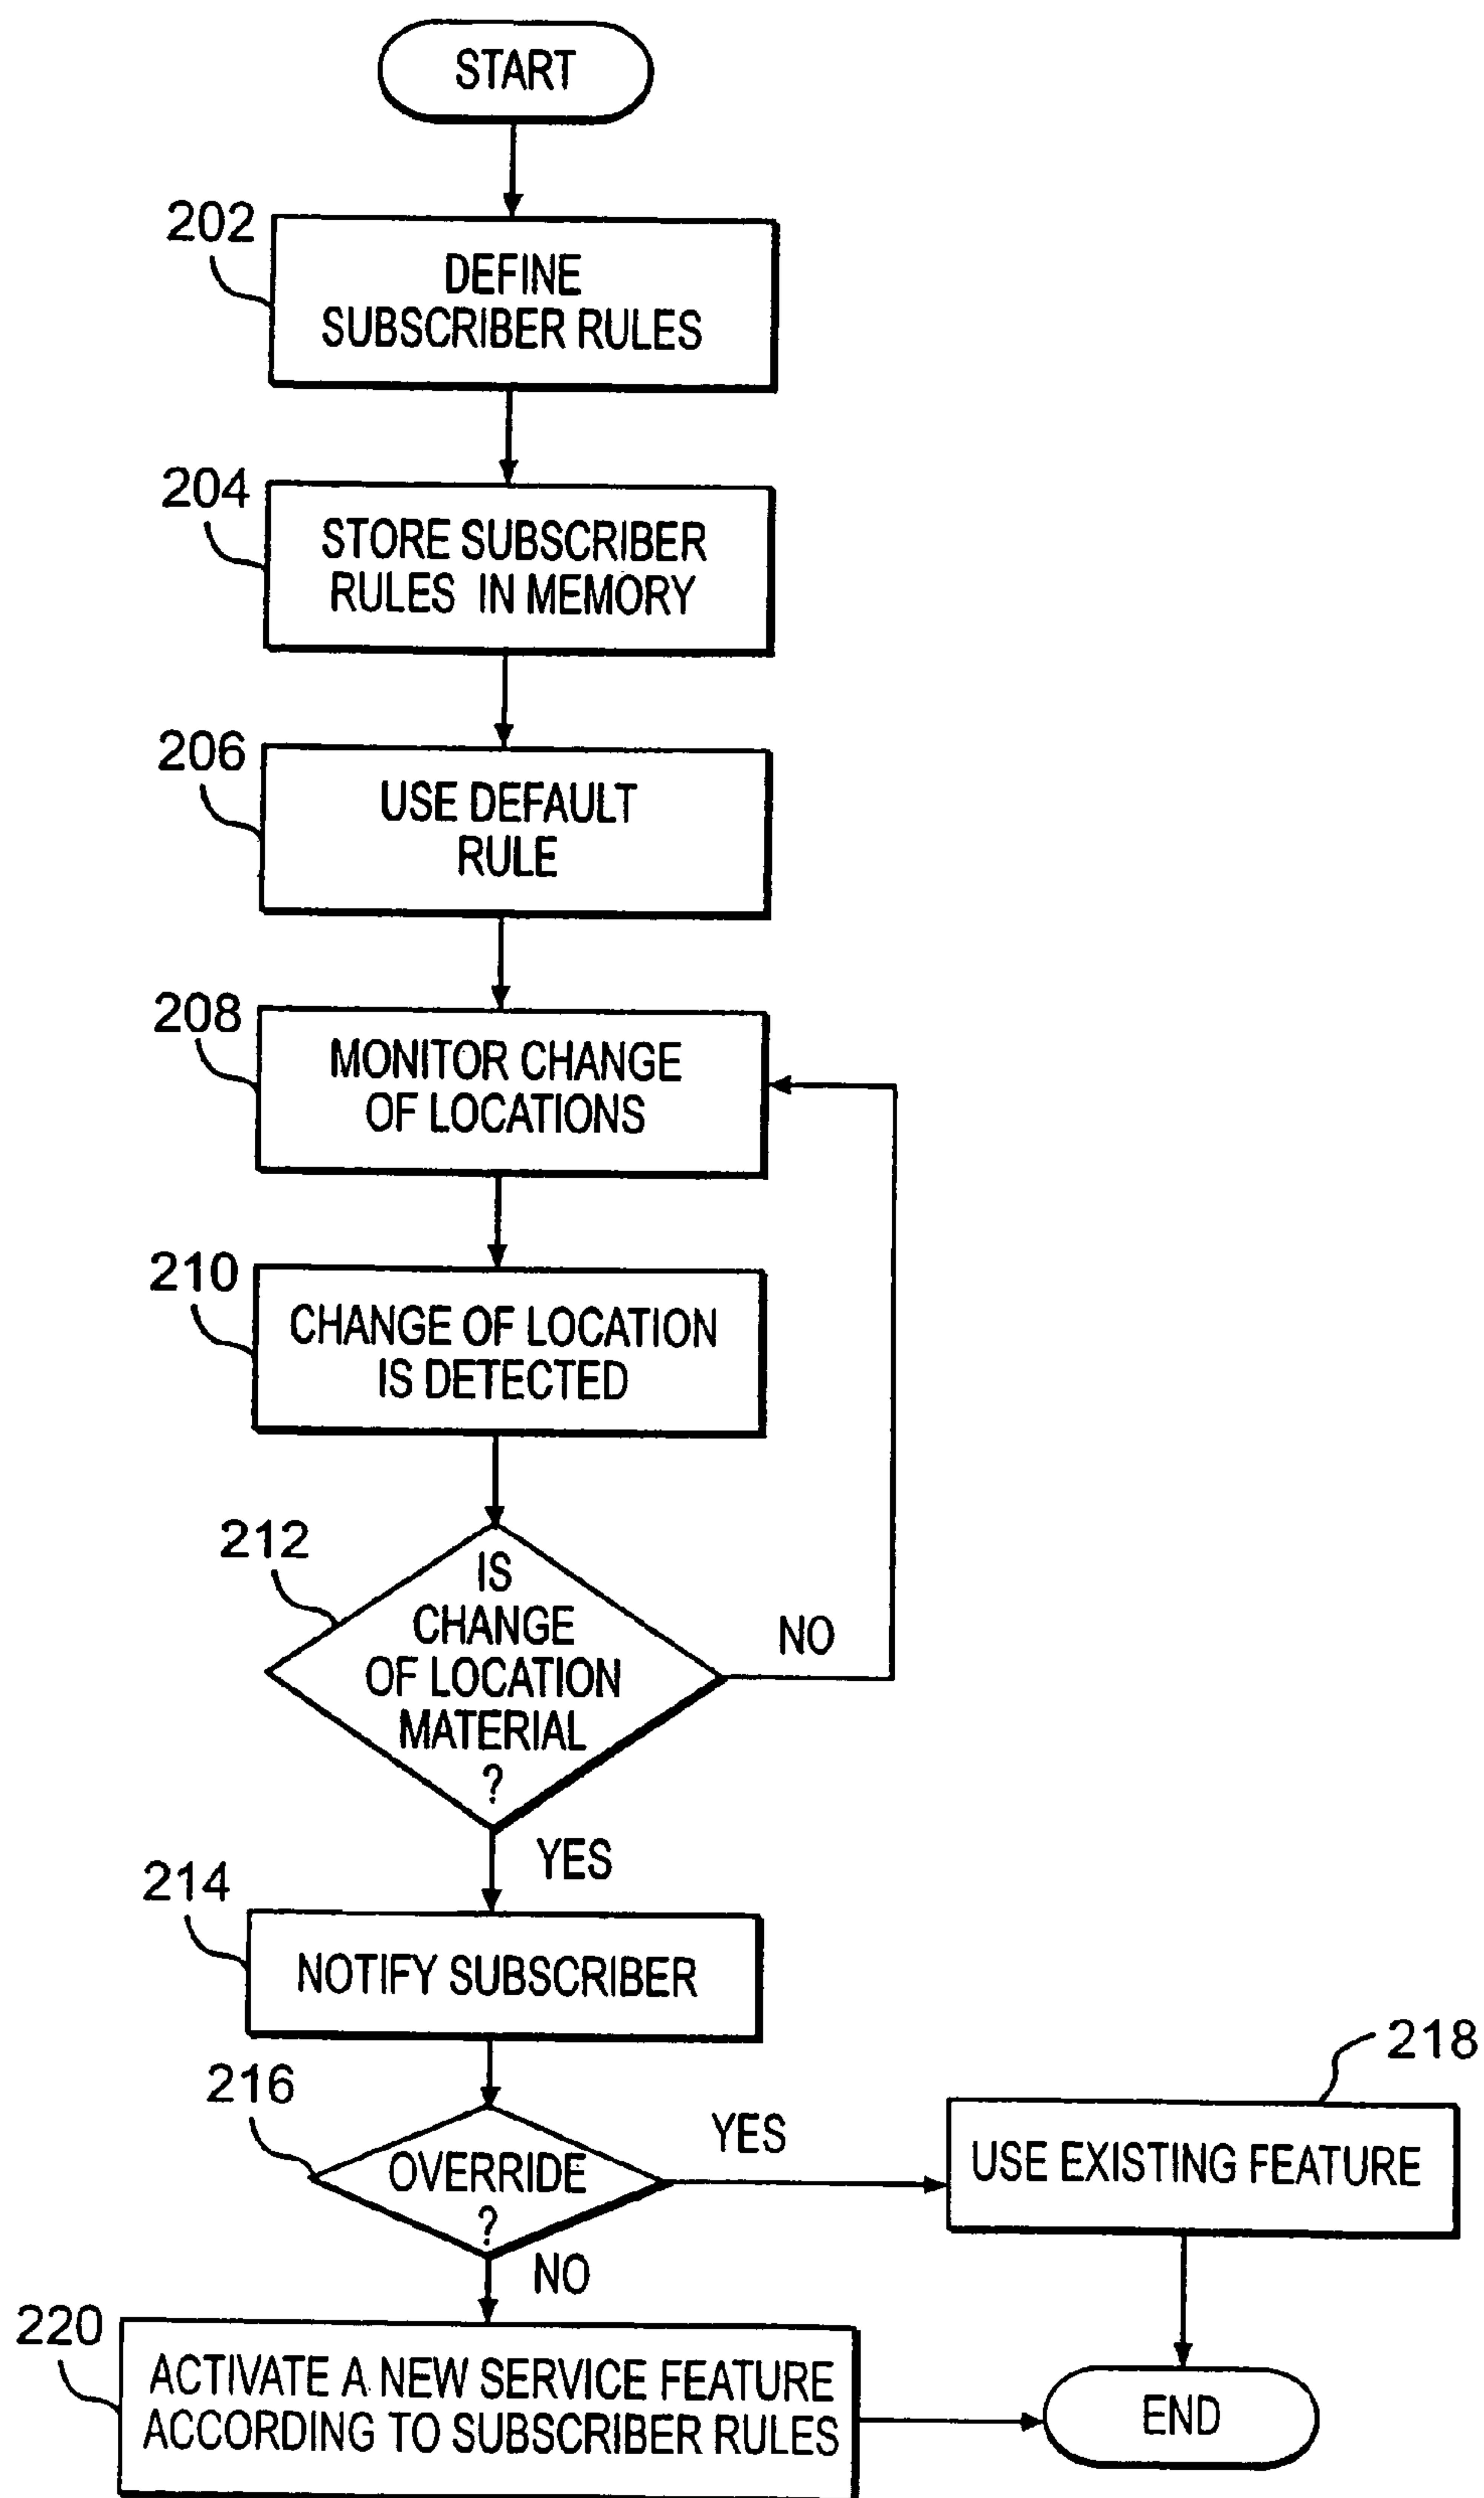 START
202
DEFINE
SUBSCRIBER RULES
204
STORE SUBSCRIBER
RULES IN MEMORY
206
USE DEFAULT
RULE
208
MONITOR CHANGE
OF LOCATIONS
210
CHANGE OF LOCATION
IS DETECTED
212
IS
CHANGE
OF LOCATION
MATERIAL
?
NO
YES
214
NOTIFY SUBSCRIBER
216
OVERRIDE
?
YES
218
USE EXISTING FEATURE
NO
220
ACTIVATE A NEW SERVICE FEATURE
ACCORDING TO SUBSCRIBER RULES
END